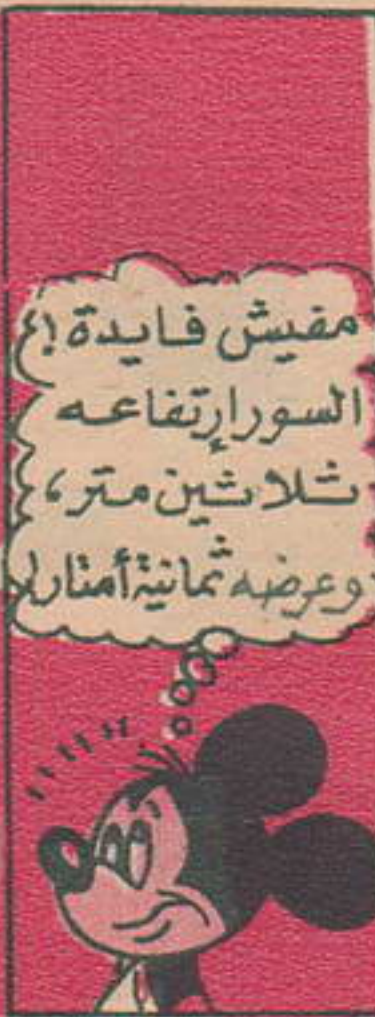 مفيش فايدة!
السور إرتفاعه
ثلاثين متر،
وعرضه ثمانية أمتار!